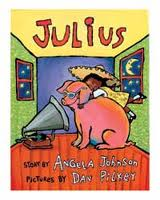 JULIUS
STORY BY ANGELA JOHNSON
PICTURES BY DAV PILKEY